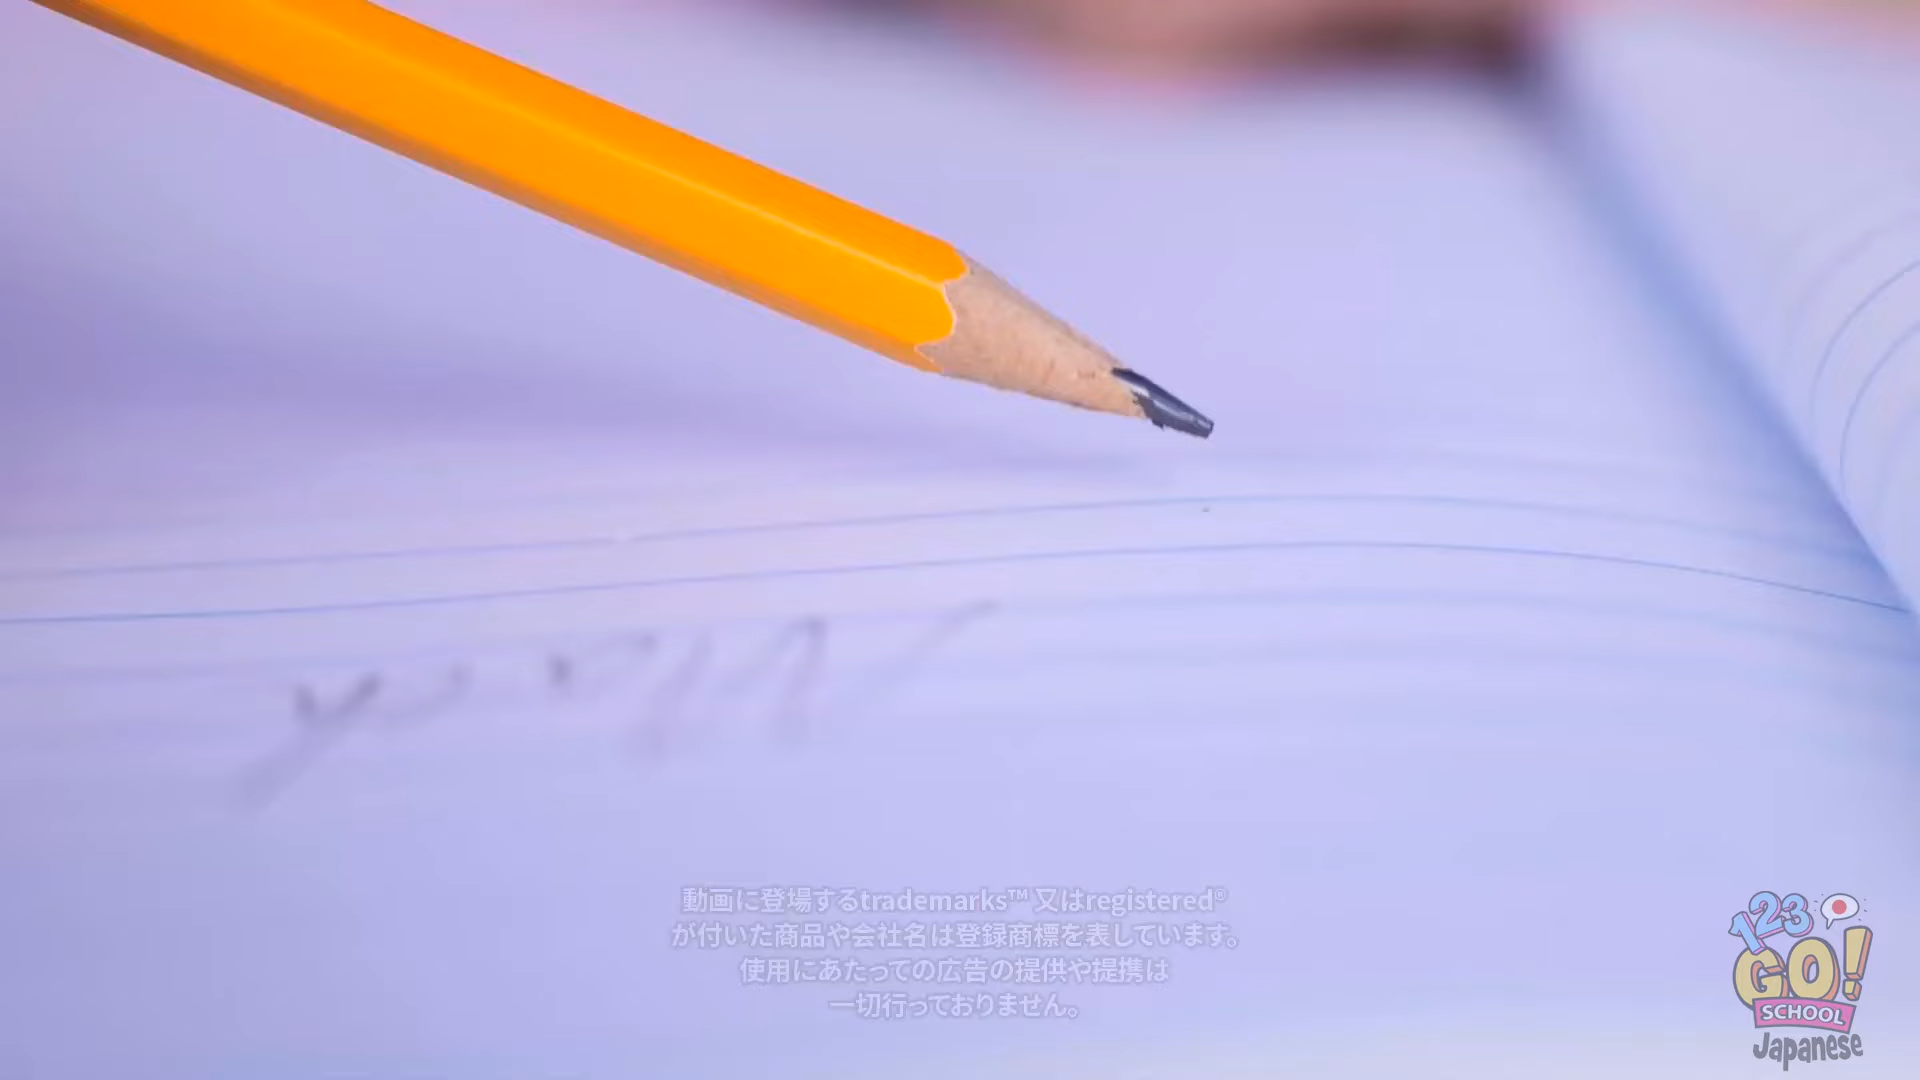 動画に登場するtrademarks™ 又はregistered®
が付いた商品や会社名は登録商標を表しています。
使用にあたっての広告の提供や提携は
一切行っておりません。
123
GO!
SCHOOL
Japanese